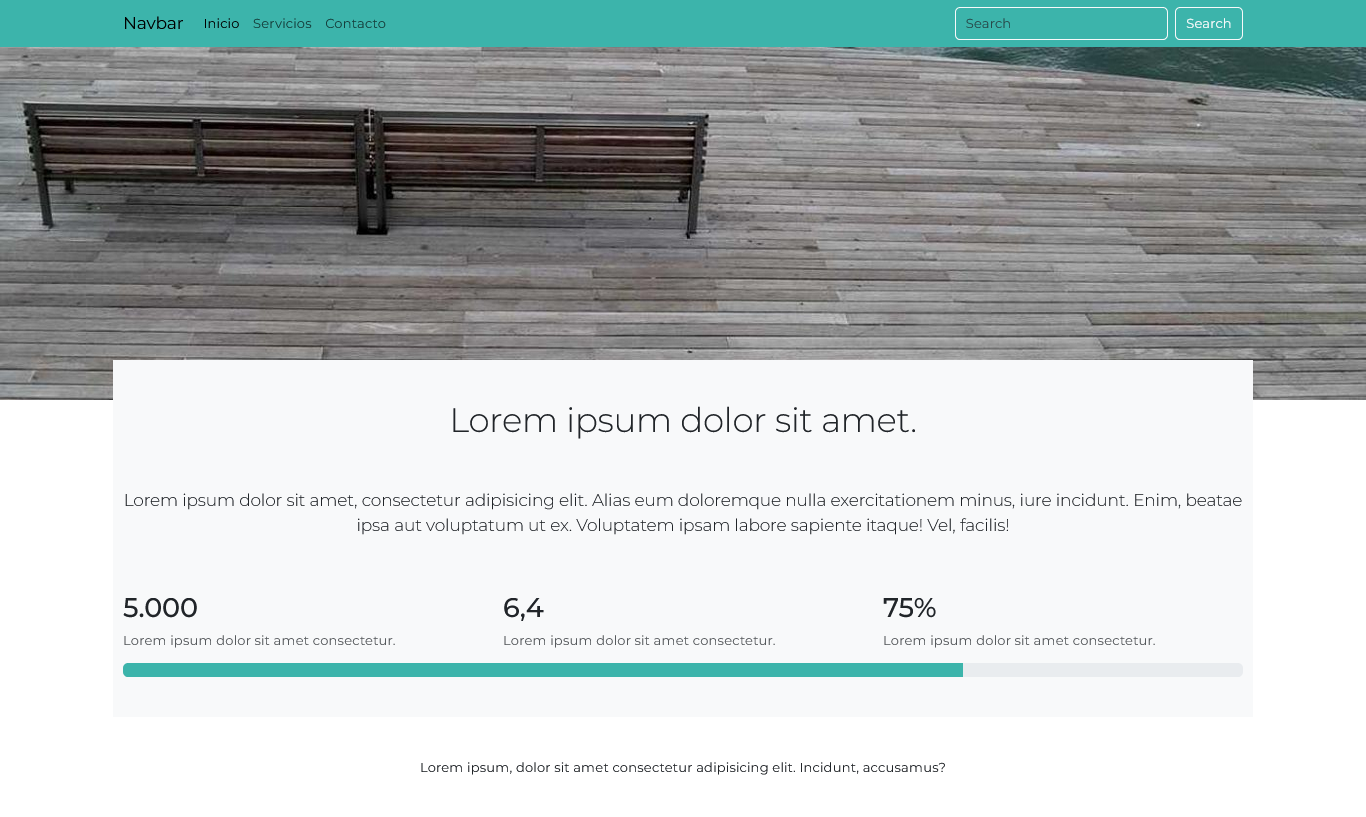 Navbar Inicio Servicios Contacto Search Search
Lorem ipsum dolor sit amet.
Lorem ipsum dolor sit amet, consectetur adipisicing elit. Alias eum doloremque nulla exercitationem minus, iure incidunt. Enim, beatae
ipsa aut voluptatum ut ex. Voluptatem ipsam labore sapiente itaque! Vel, facilis!
5.000
Lorem ipsum dolor sit amet consectetur.
6,4
Lorem ipsum dolor sit amet consectetur.
75%
Lorem ipsum dolor sit amet consectetur.
Lorem ipsum, dolor sit amet consectetur adipisicing elit. Incidunt, accusamus?